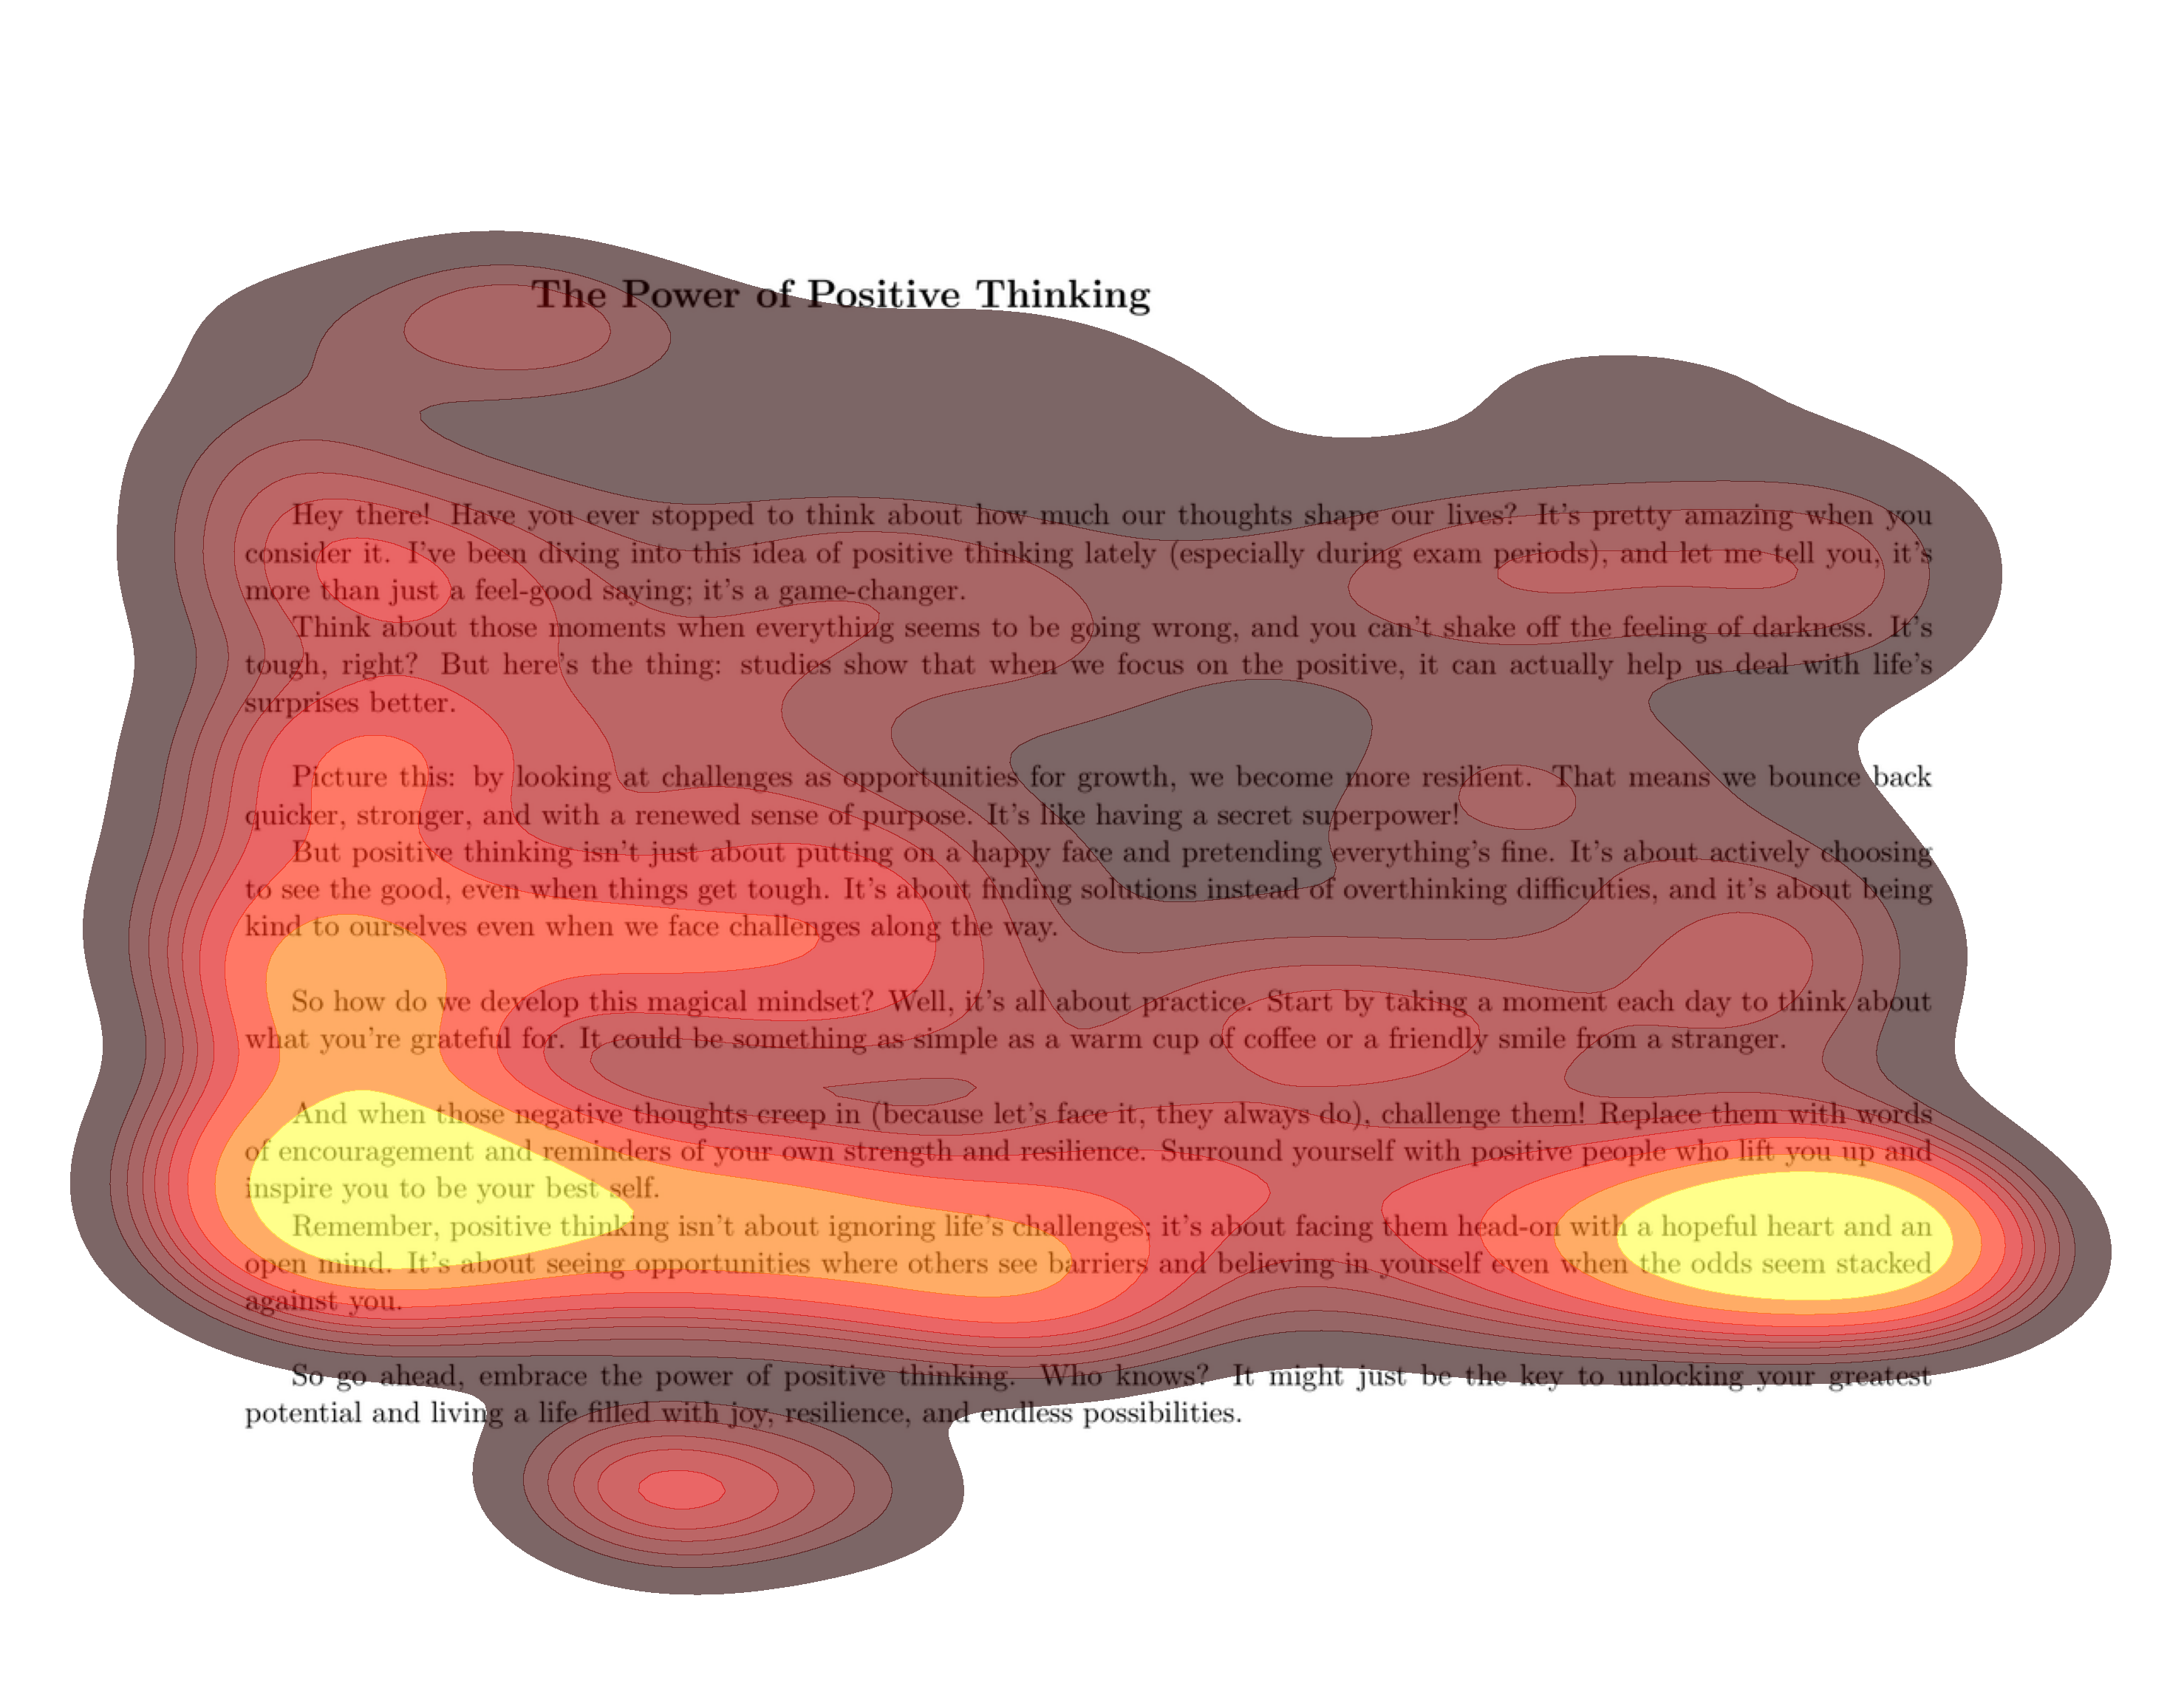 The Power of Positive Thinking
Hey there! Have you ever stopped to think about how much our thoughts shape our lives? It's pretty amazing when you
consider it. I've been diving into this idea of positive thinking lately (especially during exam periods), and let me tell you, it's
more than just a feel-good saying; it's a game-changer.
Think about those moments when everything seems to be going wrong, and you can't shake off the feeling of darkness. It's
tough, right? But here's the thing: studies show that when we focus on the positive, it can actually help us deal with life's
surprises better.
Picture this: by looking at challenges as opportunities for growth, we become more resilient. That means we bounce back
quicker, stronger, and with a renewed sense of purpose. It's like having a secret superpower!
But positive thinking isn't just about putting on a happy face and pretending everything's fine. It's about actively choosing
to see the good, even when things get tough. It's about finding solutions instead of overthinking difficulties, and it's about being
kind to ourselves even when we face challenges along the way.
So how do we develop this magical mindset? Well, it's all about practice. Start by taking a moment each day to think about
what you're grateful for. It could be something as simple as a warm cup of coffee or a friendly smile from a stranger.
And when those negative thoughts creep in (because let's face it, they always do), challenge them! Replace them with words
of encouragement and reminders of your own strength and resilience. Surround yourself with positive people who lift you up and
inspire you to be your best self.
Remember, positive thinking isn't about ignoring life's challenges; it's about facing them head-on with a hopeful heart and an
open mind. It's about seeing opportunities where others see barriers and believing in yourself even when the odds seem stacked
against you.
So go ahead, embrace the power of positive thinking. Who knows? It might just be the key to unlocking your greatest
potential and living a life filled with joy, resilience, and endless possibilities.